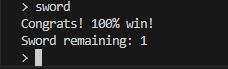 > sword
Congrats! 100% win!
Sword remaining: 1
>